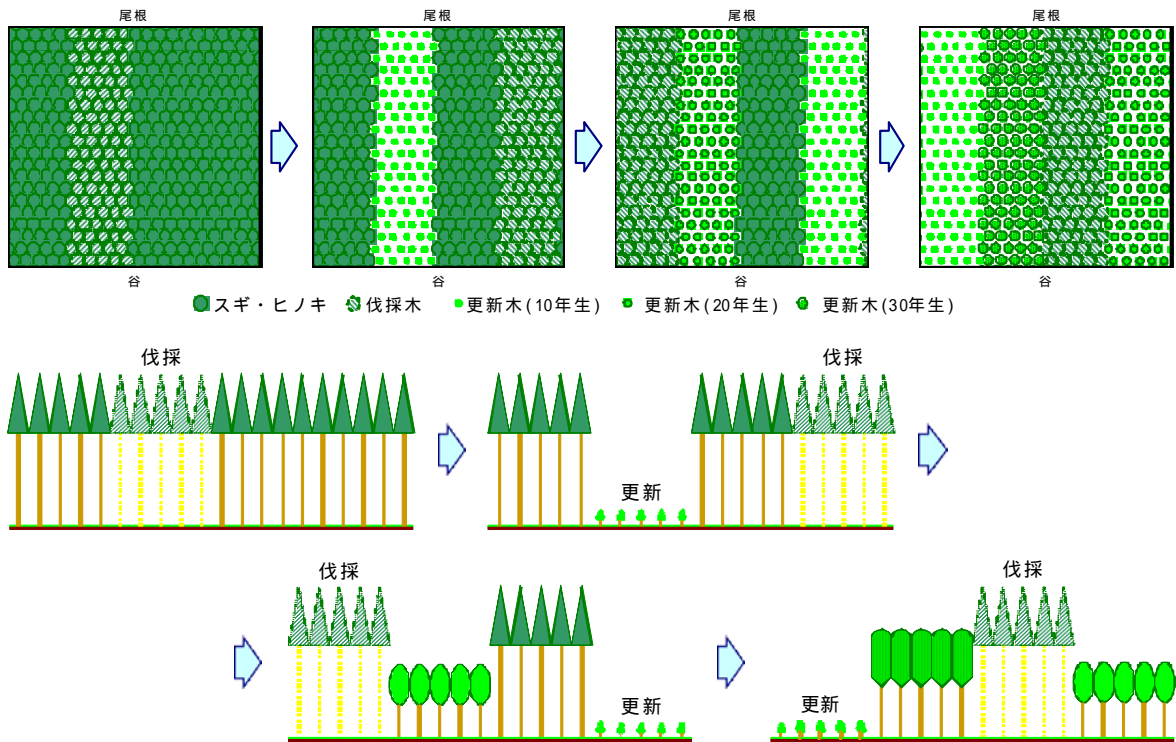 尾根 尾根 尾根 尾根
谷 谷 谷 谷
スギ・ヒノキ 伐採木 更新木(10年生) 更新木(20年生) 更新木(30年生)
伐採 伐採
更新
伐採 伐採
更新 更新